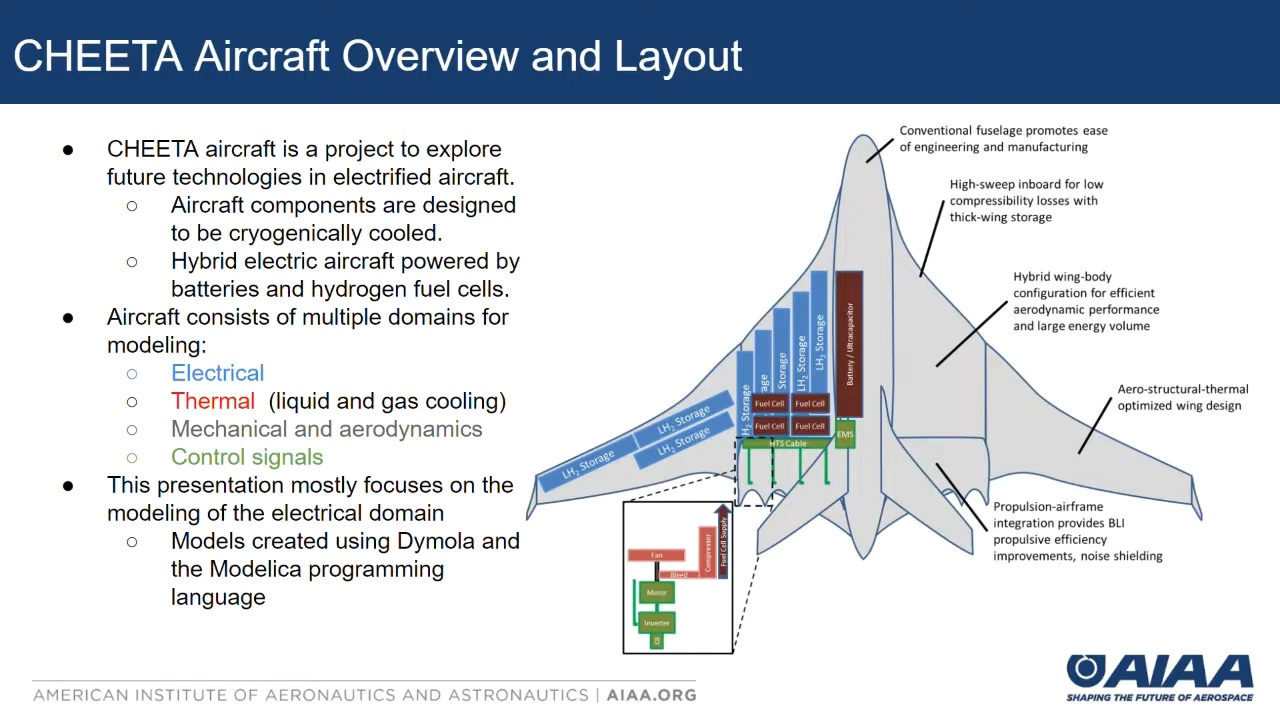 CHEETA Aircraft Overview and Layout
● CHEETA aircraft is a project to explore
future technologies in electrified aircraft.
○ Aircraft components are designed
to be cryogenically cooled.
○ Hybrid electric aircraft powered by
batteries and hydrogen fuel cells.
● Aircraft consists of multiple domains for
modeling:
○ Electrical
○ Thermal (liquid and gas cooling)
○ Mechanical and aerodynamics
○ Control signals
● This presentation mostly focuses on the
modeling of the electrical domain
○ Models created using Dymola and
the Modelica programming
language
Conventional fuselage promotes ease
of engineering and manufacturing
High-sweep inboard for low
compressibility losses with
thick-wing storage
Hybrid wing-body
configuration for efficient
aerodynamic performance
and large energy volume
Aero-structural-thermal
optimized wing design
Propulsion-airframe
integration provides BLI
propulsive efficiency
improvements, noise shielding
LH₂ Storage
LH₂ Storage
LH₂ Storage
LH₂ Storage
rage
Storage
LH₂ Storage
LH₂ Storage
Battery / Ultracapacitor
Fuel Cell
Fuel Cell
Fuel Cell
Fuel Cell
EMS
HTS Cable
Fan
Bleed
Compressor
Fuel Cell Supply
Motor
Inverter
AMERICAN INSTITUTE OF AERONAUTICS AND ASTRONAUTICS | AIAA.ORG
AIAA
SHAPING THE FUTURE OF AEROSPACE